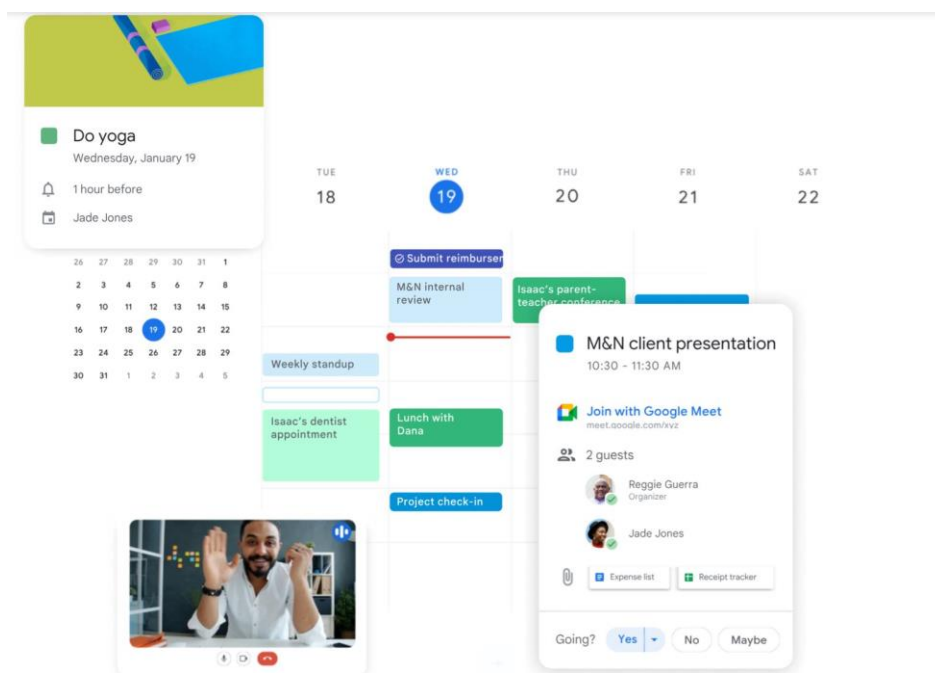 Do yoga
Wednesday, January 19
1 hour before
Jade Jones
26 27 28 29 30 31 1
2 3 4 5 6 7 8
9 10 11 12 13 14 15
16 17 18 19 20 21 22
23 24 25 26 27 28 29
30 31 1 2 3 4 5
TUE WED THU FRI SAT
18 19 20 21 22
Submit reimburser
M&N internal
review
Isaac's parent-
teacher conference
Weekly standup
Isaac's dentist
appointment
Lunch with
Dana
Project check-in
M&N client presentation
10:30 - 11:30 AM
Join with Google Meet
meet.google.com/xyz
2 guests
Reggie Guerra
Organizer
Jade Jones
Expense list Receipt tracker
Going? Yes No Maybe